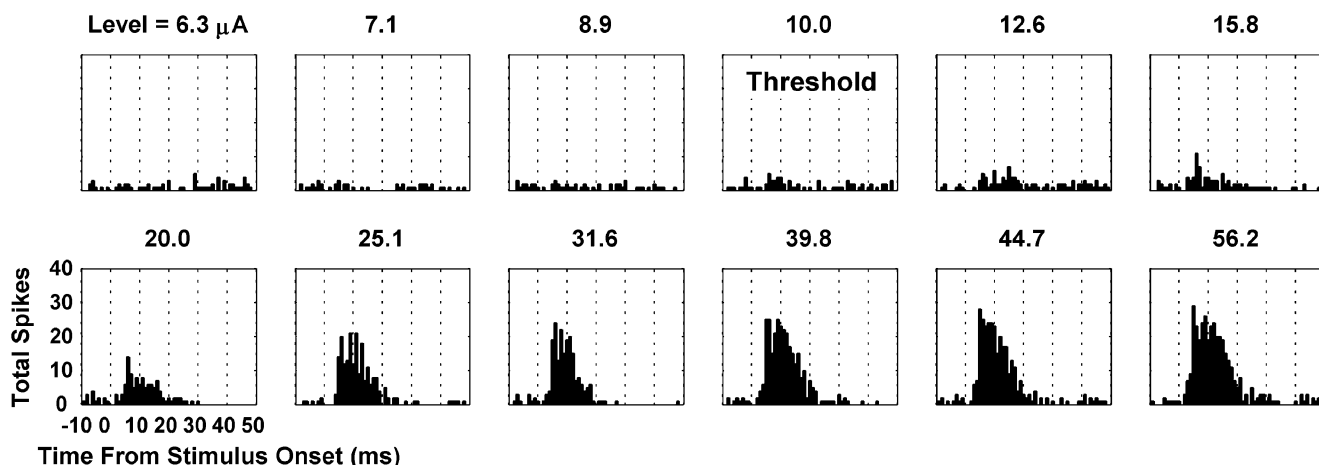 Level = 6.3 μA 7.1 8.9 10.0 12.6 15.8
Threshold
20.0 25.1 31.6 39.8 44.7 56.2
Total Spikes
40
30
20
10
0
-10 0 10 20 30 40 50
Time From Stimulus Onset (ms)